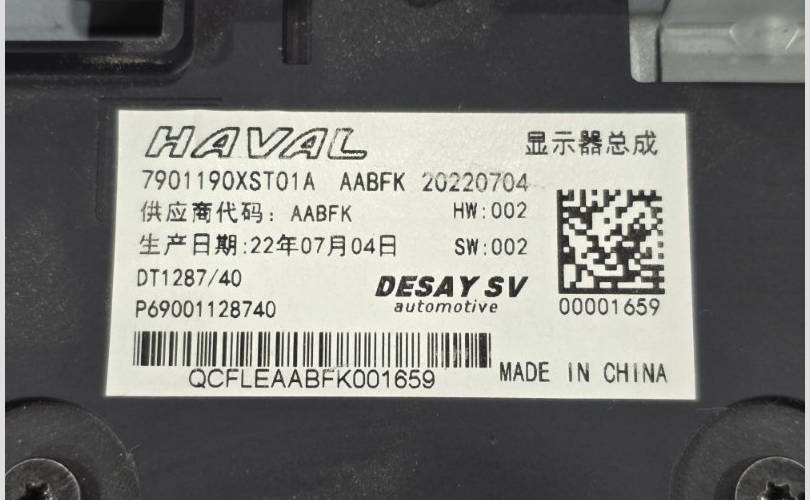 HAVAL 显示器总成
7901190XST01A AABFK 20220704
供应商代码: AABFK HW:002
生产日期:22年07月04日 SW:002
DT1287/40
P69001128740
DESAY SV
automotive
00001659
QCFLEAABFK001659
MADE IN CHINA